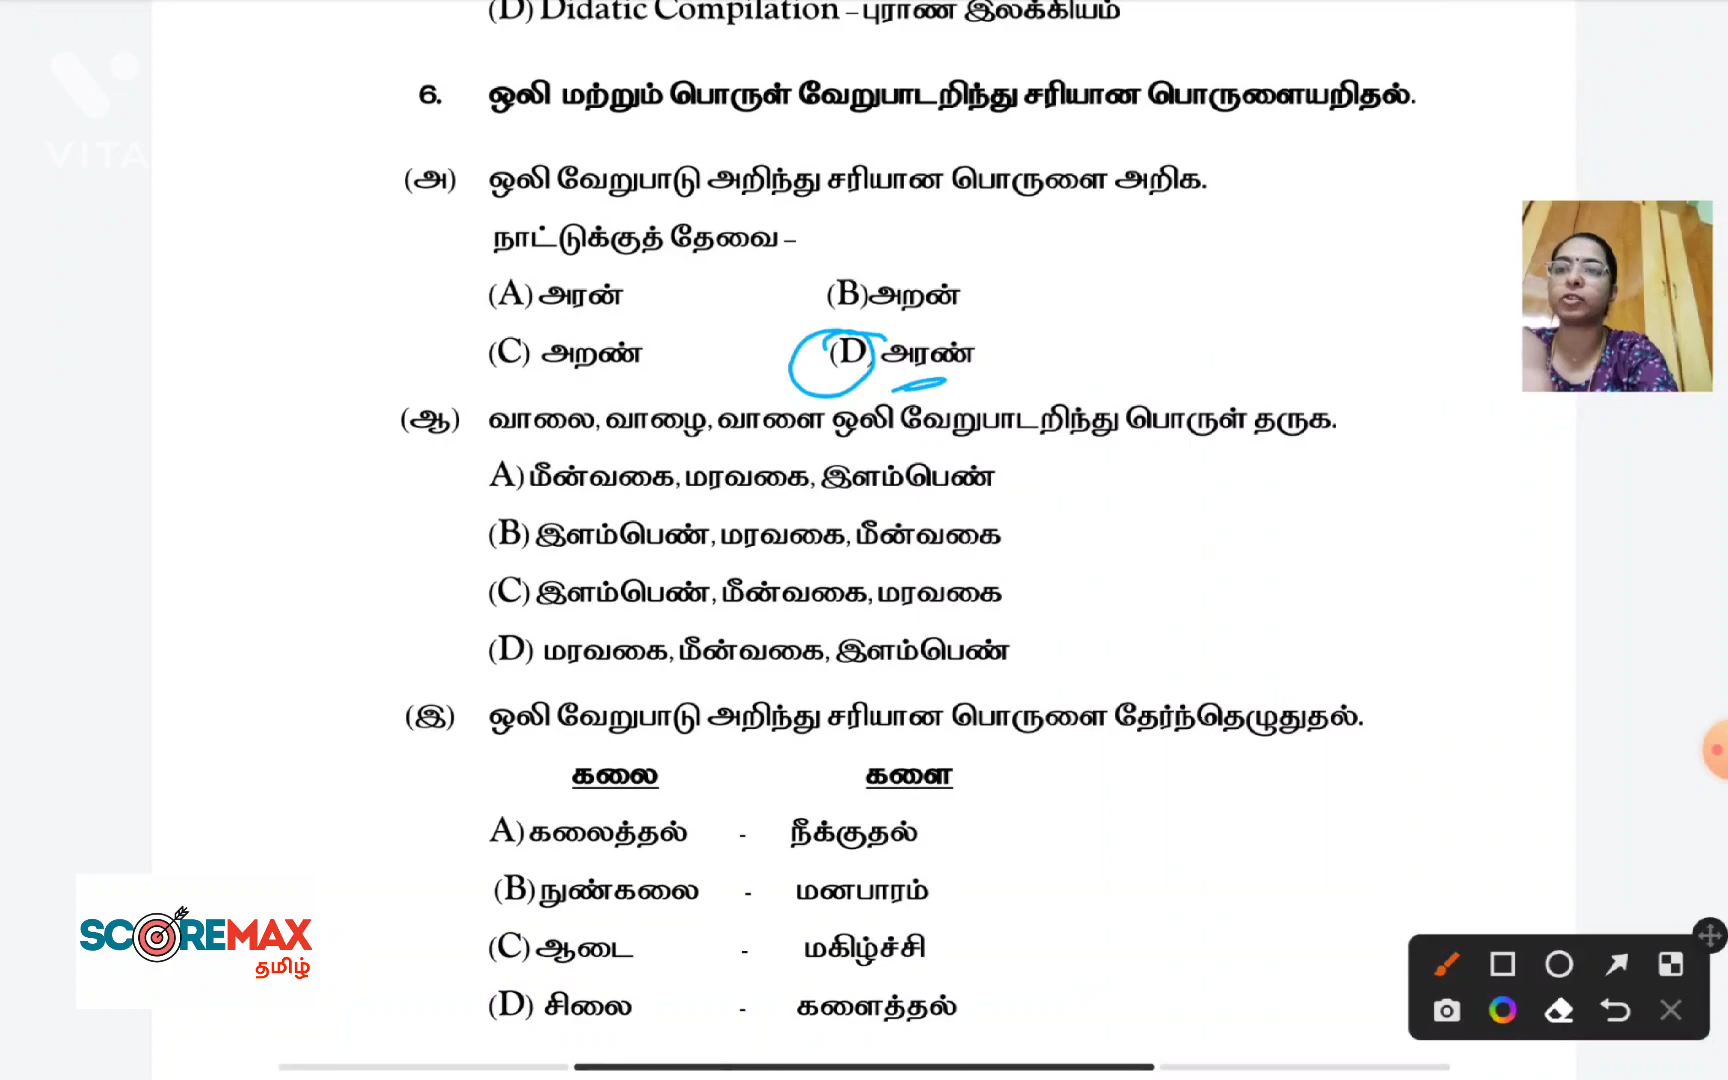 (D) Didatic Compilation – புராண இலக்கியம்
6. ஒலி மற்றும் பொருள் வேறுபாடறிந்து சரியான பொருளையறிதல்.
VITA
(அ) ஒலி வேறுபாடு அறிந்து சரியான பொருளை அறிக.
நாட்டுக்குத் தேவை –
(A) அரன் (B)அறன்
(C) அறண் (D) அரண்
(ஆ) வாலை, வாழை, வாளை ஒலி வேறுபாடறிந்து பொருள் தருக.
A) மீன்வகை, மரவகை, இளம்பெண்
(B) இளம்பெண், மரவகை, மீன்வகை
(C) இளம்பெண், மீன்வகை, மரவகை
(D) மரவகை, மீன்வகை, இளம்பெண்
(இ) ஒலி வேறுபாடு அறிந்து சரியான பொருளை தேர்ந்தெழுதுதல்.
கலை களை
A) கலைத்தல் - நீக்குதல்
(B) நுண்கலை - மனபாரம்
(C) ஆடை - மகிழ்ச்சி
(D) சிலை - களைத்தல்
SCOREMAX
தமிழ்